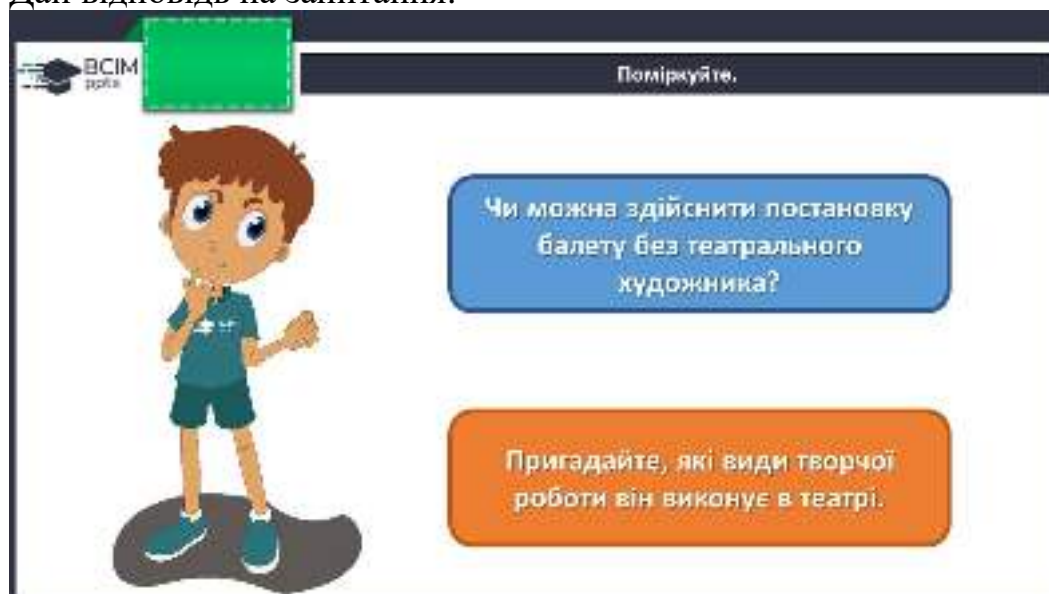 Дай відповідь на запитання.
ВСІМ
pptx
Поміркуйте.
Чи можна здійснити постановку
балету без театрального
художника?
Пригадайте, які види творчої
роботи він виконує в театрі.